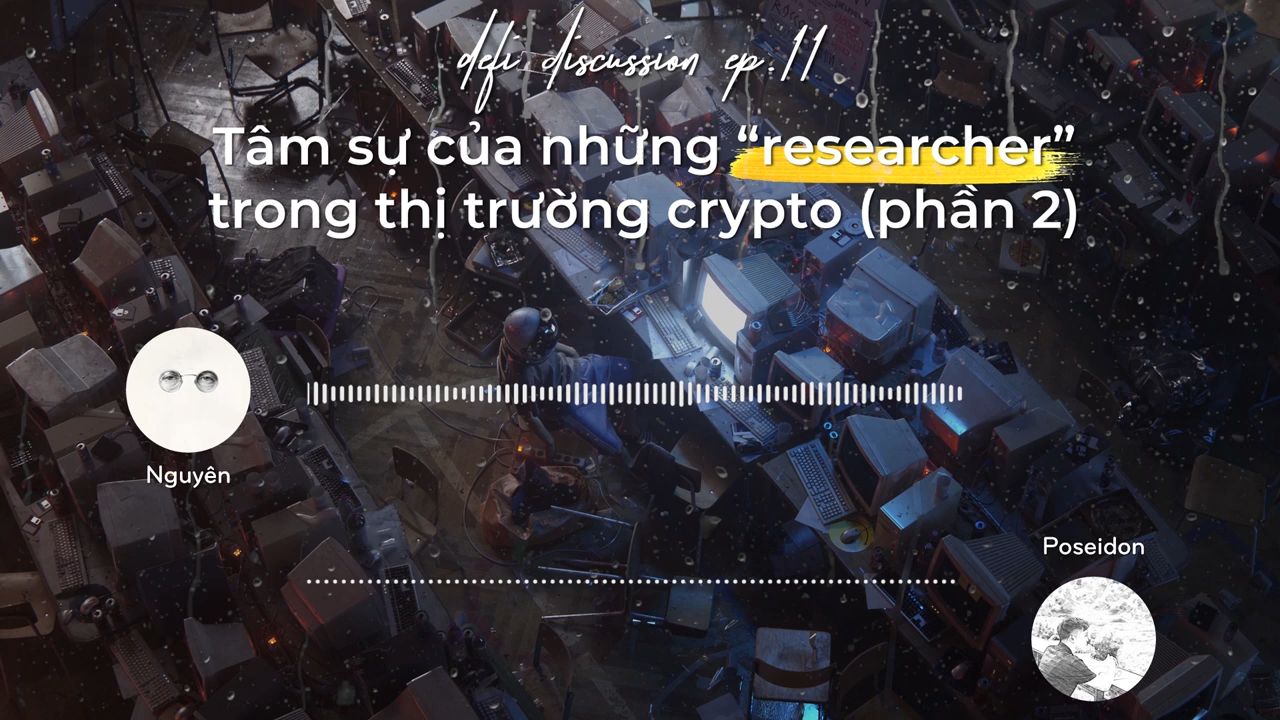 defi discussion ep.11
Tâm sự của những “researcher”
trong thị trường crypto (phần 2)
Nguyên
Poseidon